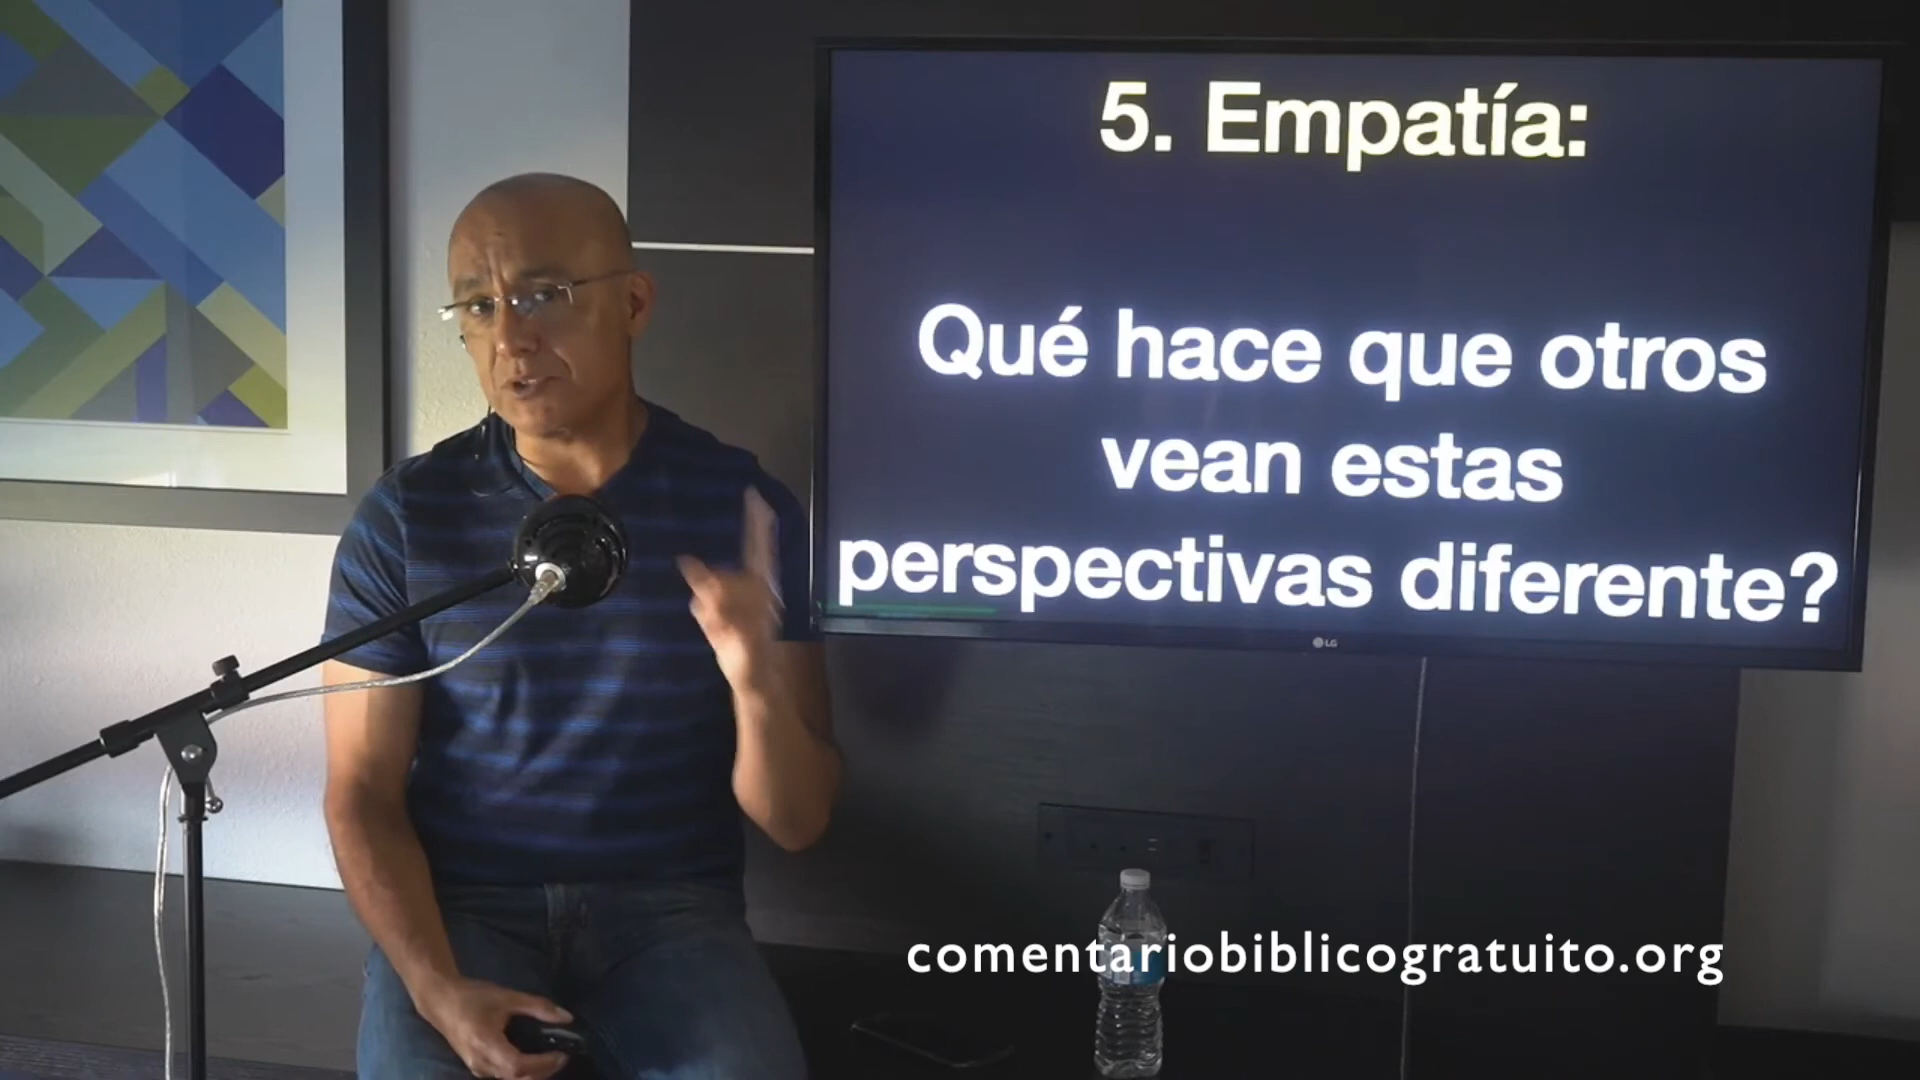 5. Empatía:
Qué hace que otros
vean estas
perspectivas diferente?
LG
comentariobiblicogratuito.org